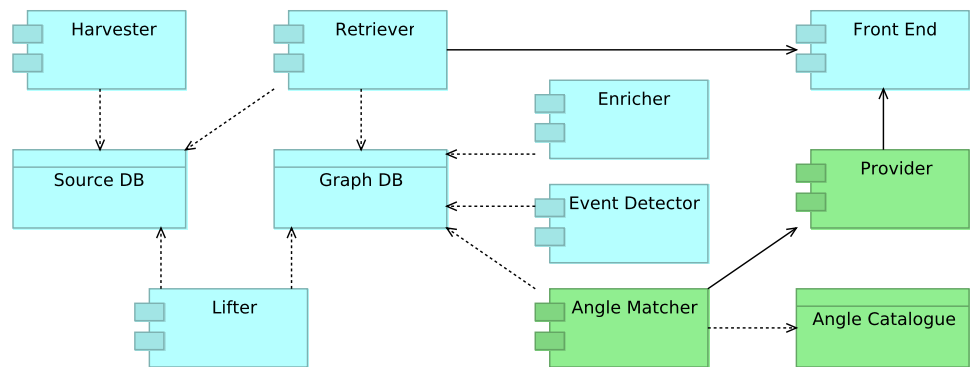 Harvester
Retriever
Front End
Enricher
Source DB
Graph DB
Provider
Event Detector
Lifter
Angle Matcher
Angle Catalogue